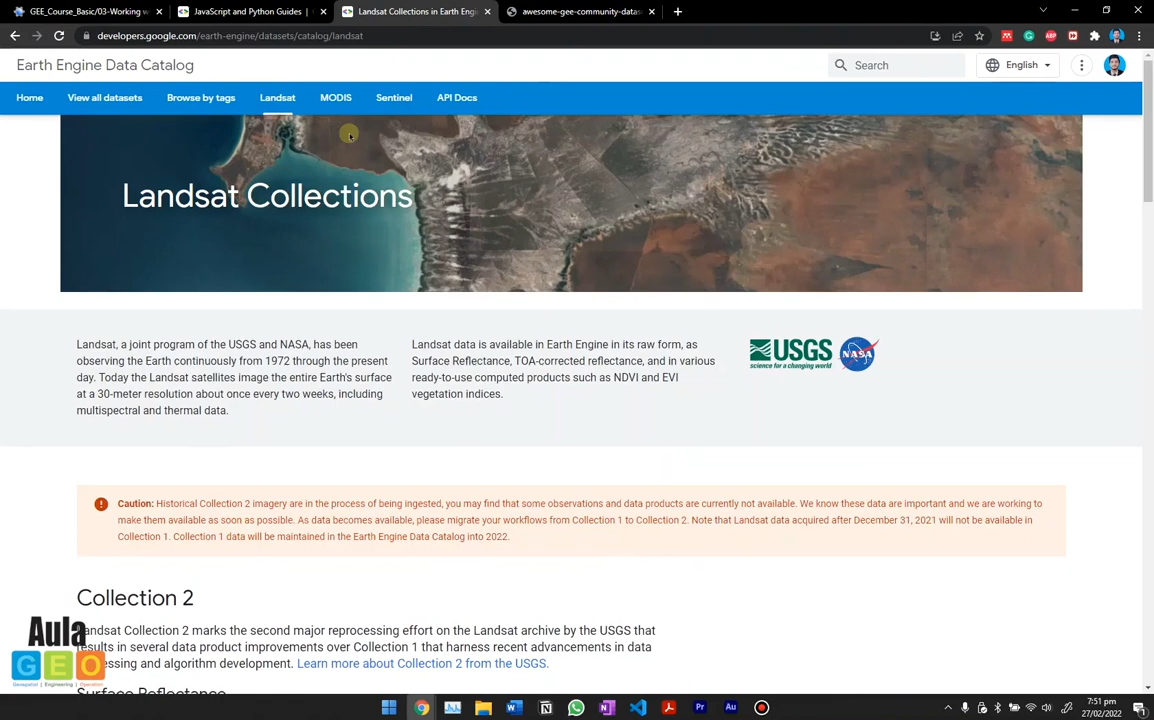 GEE_Course_Basic/03-Working w
JavaScript and Python Guides |
Landsat Collections in Earth Engi
awesome-gee-community-datas
developers.google.com/earth-engine/datasets/catalog/landsat
Earth Engine Data Catalog
Search
English
Home
View all datasets
Browse by tags
Landsat
MODIS
Sentinel
API Docs
Landsat Collections
Landsat, a joint program of the USGS and NASA, has been
observing the Earth continuously from 1972 through the present
day. Today the Landsat satellites image the entire Earth's surface
at a 30-meter resolution about once every two weeks, including
multispectral and thermal data.
Landsat data is available in Earth Engine in its raw form, as
Surface Reflectance, TOA-corrected reflectance, and in various
ready-to-use computed products such as NDVI and EVI
vegetation indices.
USGS
science for a changing world
NASA
Caution: Historical Collection 2 imagery are in the process of being ingested, you may find that some observations and data products are currently not available. We know these data are important and we are working to
make them available as soon as possible. As data becomes available, please migrate your workflows from Collection 1 to Collection 2. Note that Landsat data acquired after December 31, 2021 will not be available in
Collection 1. Collection 1 data will be maintained in the Earth Engine Data Catalog into 2022.
Collection 2
andsat Collection 2 marks the second major reprocessing effort on the Landsat archive by the USGS that
results in several data product improvements over Collection 1 that harness recent advancements in data
essing and algorithm development. Learn more about Collection 2 from the USGS.
Surface Reflectance
Aula
GEO
Geospatial | Engineering | Operation
7:51 pm
27/02/2022